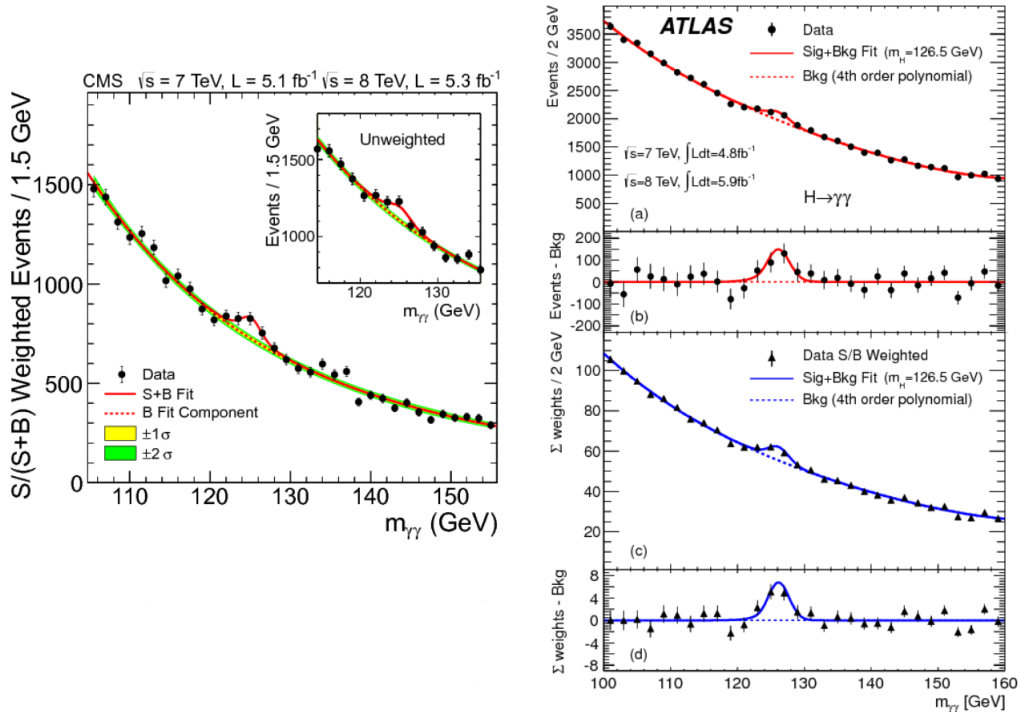 CMS √s = 7 TeV, L = 5.1 fb⁻¹ √s = 8 TeV, L = 5.3 fb⁻¹
S/(S+B) Weighted Events / 1.5 GeV
1500
1000
500
0
Unweighted
Events / 1.5 GeV
1500
1000
120 130
mγγ (GeV)
Data
S+B Fit
B Fit Component
±1σ
±2 σ
110 120 130 140 150
mγγ (GeV)
ATLAS
Events / 2 GeV
3500
3000
2500
2000
1500
1000
500
Data
Sig+Bkg Fit (mH=126.5 GeV)
Bkg (4th order polynomial)
√s=7 TeV, ∫Ldt=4.8fb⁻¹
√s=8 TeV, ∫Ldt=5.9fb⁻¹
H→γγ
(a)
Events - Bkg
200
100
0
-100
-200
(b)
Σ weights / 2 GeV
100
80
60
40
20
Data S/B Weighted
Sig+Bkg Fit (mH=126.5 GeV)
Bkg (4th order polynomial)
(c)
Σ weights - Bkg
8
4
0
-4
-8
(d)
100 110 120 130 140 150 160
mγγ [GeV]